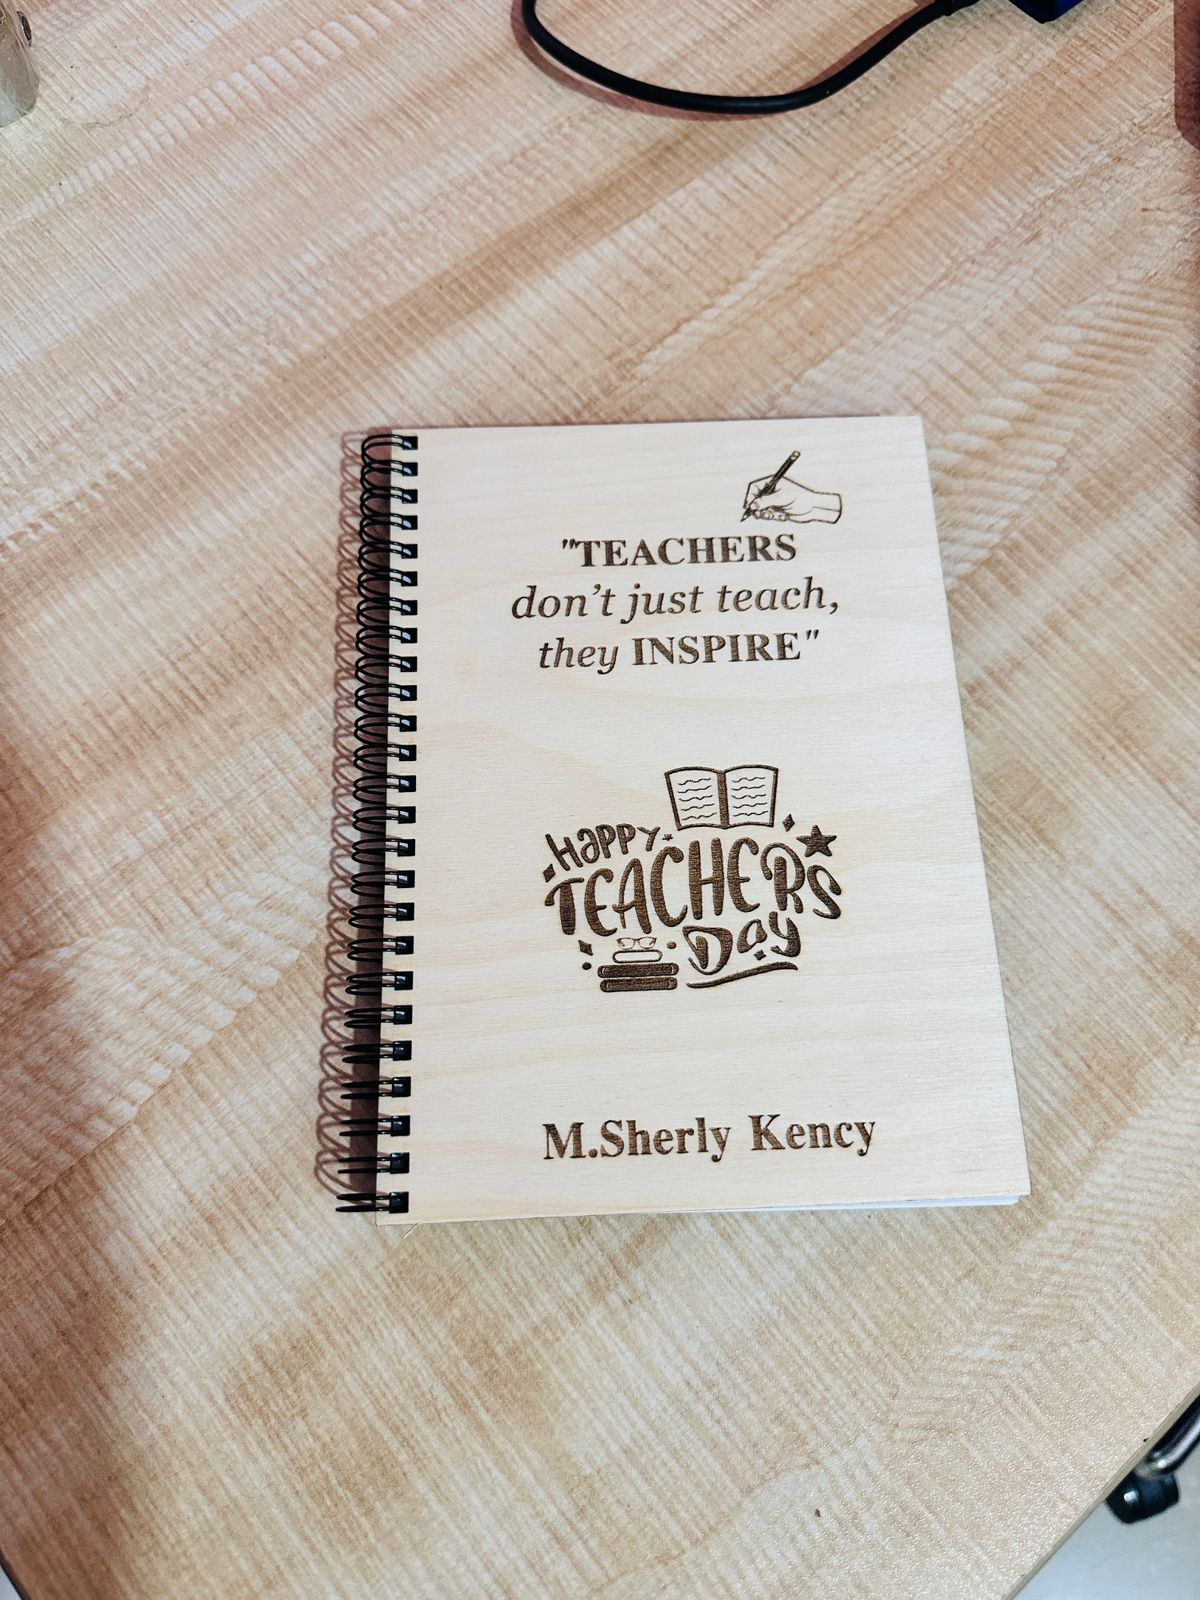 "TEACHERS
don't just teach,
they INSPIRE"
HAPPY
TEACHERS
DAY
M.Sherly Kency